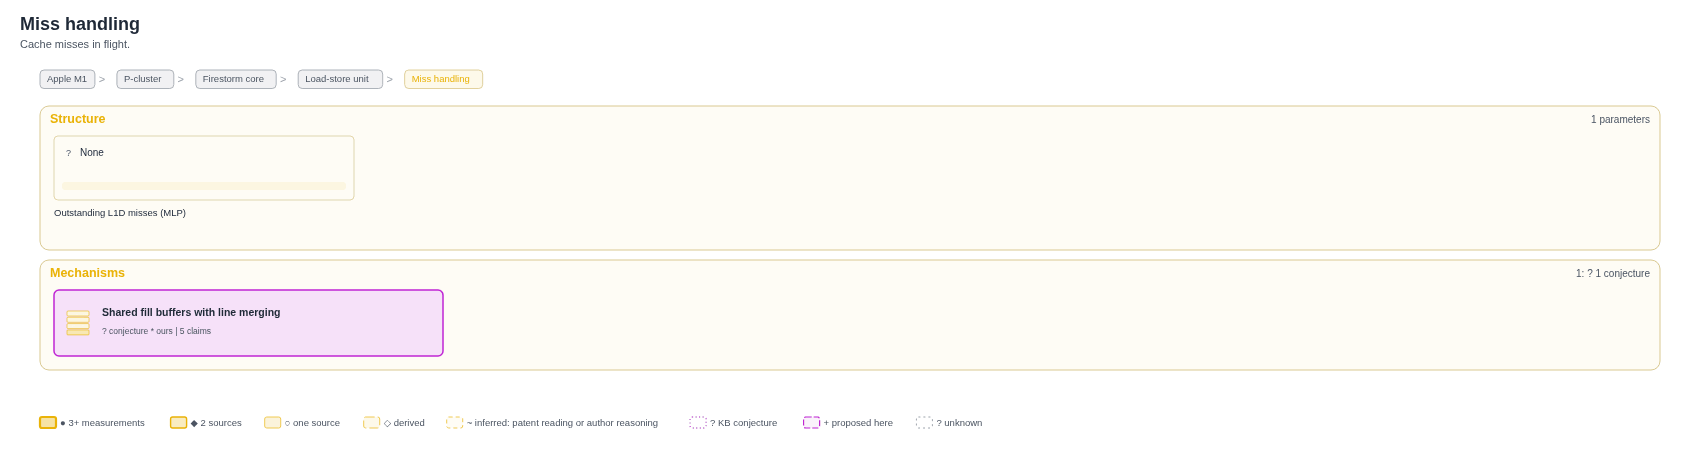 Miss handling
Cache misses in flight.
Apple M1 > P-cluster > Firestorm core > Load-store unit > Miss handling
Structure 1 parameters
? None
Outstanding L1D misses (MLP)
Mechanisms 1: ? 1 conjecture
Shared fill buffers with line merging
? conjecture * ours | 5 claims
● 3+ measurements ◆ 2 sources ○ one source ◇ derived ~ inferred: patent reading or author reasoning ? KB conjecture + proposed here ? unknown